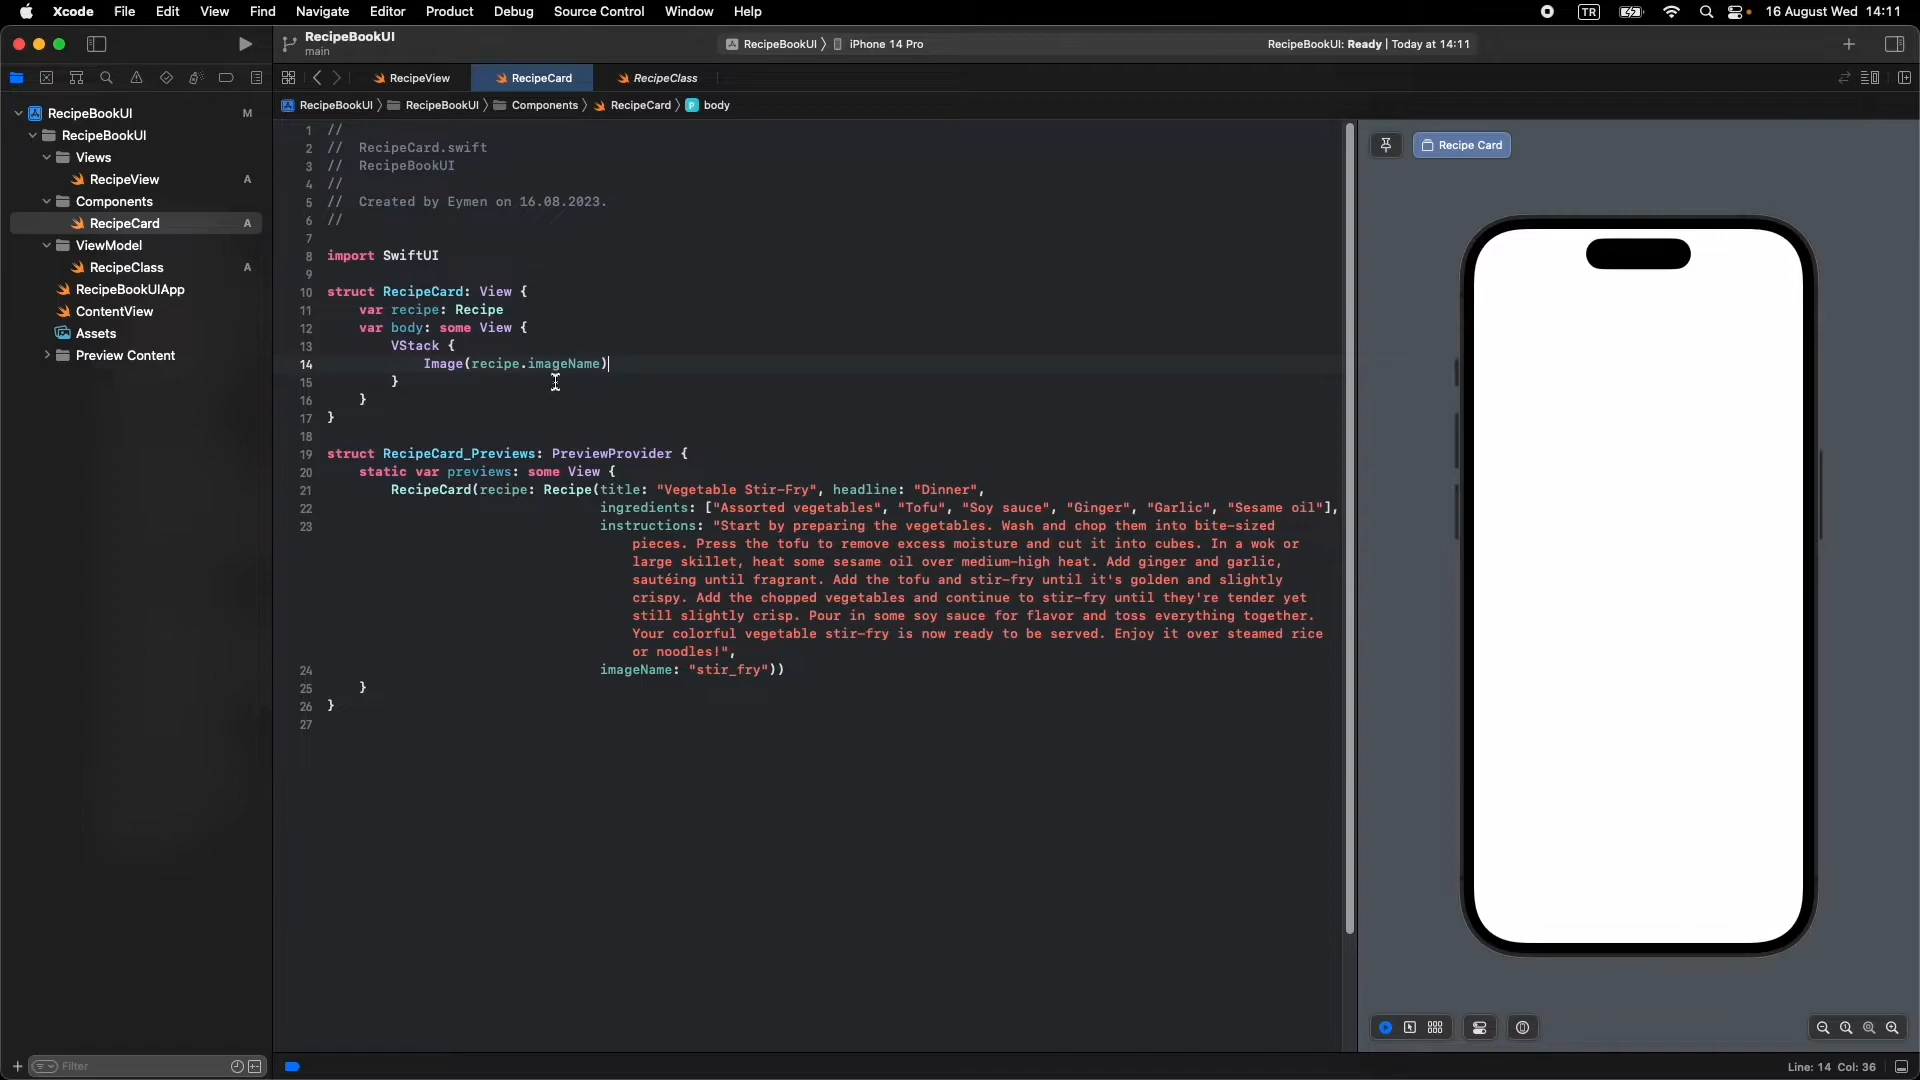 Xcode File Edit View Find Navigate Editor Product Debug Source Control Window Help TR 16 August Wed 14:11
RecipeBookUI
main
RecipeBookUI iPhone 14 Pro
RecipeBookUI: Ready | Today at 14:11
RecipeView RecipeCard RecipeClass
RecipeBookUI RecipeBookUI Components RecipeCard P body
RecipeBookUI M
RecipeBookUI
Views
RecipeView A
Components
RecipeCard A
ViewModel
RecipeClass A
RecipeBookUIApp
ContentView
Assets
Preview Content
Filter
1 //
2 // RecipeCard.swift
3 // RecipeBookUI
4 //
5 // Created by Eymen on 16.08.2023.
6 //
7
8 import SwiftUI
9
10 struct RecipeCard: View {
11 var recipe: Recipe
12 var body: some View {
13 VStack {
14 Image(recipe.imageName)
15 }
16 }
17 }
18
19 struct RecipeCard_Previews: PreviewProvider {
20 static var previews: some View {
21 RecipeCard(recipe: Recipe(title: "Vegetable Stir-Fry", headline: "Dinner",
22 ingredients: ["Assorted vegetables", "Tofu", "Soy sauce", "Ginger", "Garlic", "Sesame oil"],
23 instructions: "Start by preparing the vegetables. Wash and chop them into bite-sized
pieces. Press the tofu to remove excess moisture and cut it into cubes. In a wok or
large skillet, heat some sesame oil over medium-high heat. Add ginger and garlic,
sautéing until fragrant. Add the tofu and stir-fry until it's golden and slightly
crispy. Add the chopped vegetables and continue to stir-fry until they're tender yet
still slightly crisp. Pour in some soy sauce for flavor and toss everything together.
Your colorful vegetable stir-fry is now ready to be served. Enjoy it over steamed rice
or noodles!",
24 imageName: "stir_fry"))
25 }
26 }
27
Recipe Card
Line: 14 Col: 36